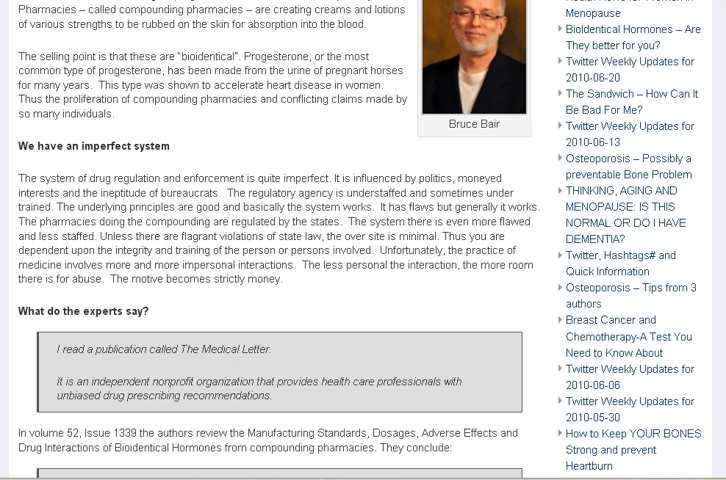 Pharmacies – called compounding pharmacies – are creating creams and lotions
of various strengths to be rubbed on the skin for absorption into the blood.
The selling point is that these are "bioidentical". Progesterone, or the most
common type of progesterone, has been made from the urine of pregnant horses
for many years. This type was shown to accelerate heart disease in women.
Thus the proliferation of compounding pharmacies and conflicting claims made by
so many individuals.
Bruce Bair
We have an imperfect system
The system of drug regulation and enforcement is quite imperfect. It is influenced by politics, moneyed
interests and the ineptitude of bureaucrats. The regulatory agency is understaffed and sometimes under
trained. The underlying principles are good and basically the system works. It has flaws but generally it works.
The pharmacies doing the compounding are regulated by the states. The system there is even more flawed
and less staffed. Unless there are flagrant violations of state law, the over site is minimal. Thus you are
dependent upon the integrity and training of the person or persons involved. Unfortunately, the practice of
medicine involves more and more impersonal interactions. The less personal the interaction, the more room
there is for abuse. The motive becomes strictly money.
What do the experts say?
I read a publication called The Medical Letter.
It is an independent nonprofit organization that provides health care professionals with
unbiased drug prescribing recommendations.
In volume 52, Issue 1339 the authors review the Manufacturing Standards, Dosages, Adverse Effects and
Drug Interactions of Bioidentical Hormones from compounding pharmacies. They conclude:
Menopause
BioIdentical Hormones – Are
They better for you?
Twitter Weekly Updates for
2010-06-20
The Sandwich – How Can It
Be Bad For Me?
Twitter Weekly Updates for
2010-06-13
Osteoporosis – Possibly a
preventable Bone Problem
THINKING, AGING AND
MENOPAUSE: IS THIS
NORMAL OR DO I HAVE
DEMENTIA?
Twitter, Hashtags# and
Quick Information
Osteoporosis – Tips from 3
authors
Breast Cancer and
Chemotherapy-A Test You
Need to Know About
Twitter Weekly Updates for
2010-06-06
Twitter Weekly Updates for
2010-05-30
How to Keep YOUR BONES
Strong and prevent
Heartburn